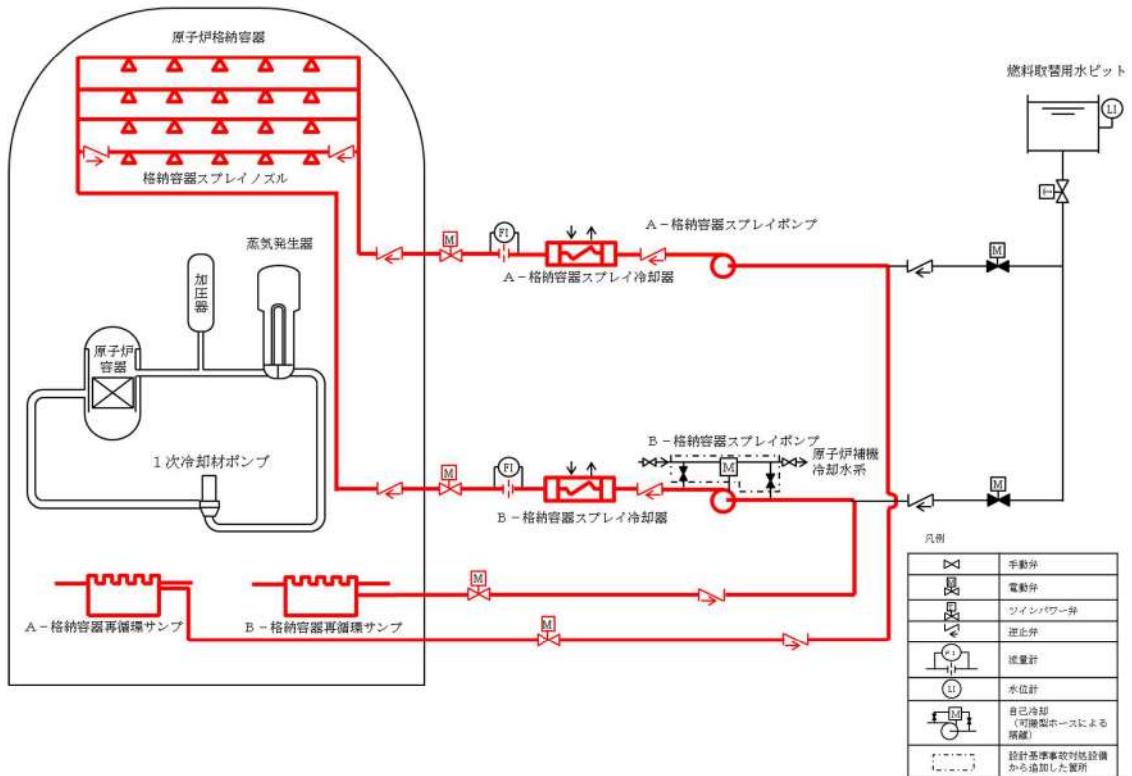 原子炉格納容器
格納容器スプレイノズル
蒸気発生器
加圧器
原子炉
容器
1次冷却材ポンプ
A-格納容器再循環サンプ
B-格納容器再循環サンプ
M
FI
A-格納容器スプレイポンプ
A-格納容器スプレイ冷却器
M
FI
B-格納容器スプレイポンプ
M
原子炉補機
冷却水系
B-格納容器スプレイ冷却器
M
M
燃料取替用水ピット
LI
T
M
M
凡例
手動弁
電動弁
ツインパワー弁
逆止弁
FI
流量計
LI
水位計
M
自己冷却
(可搬型ホースによる
隔離)
設計基準事故対処設備
から追加した箇所